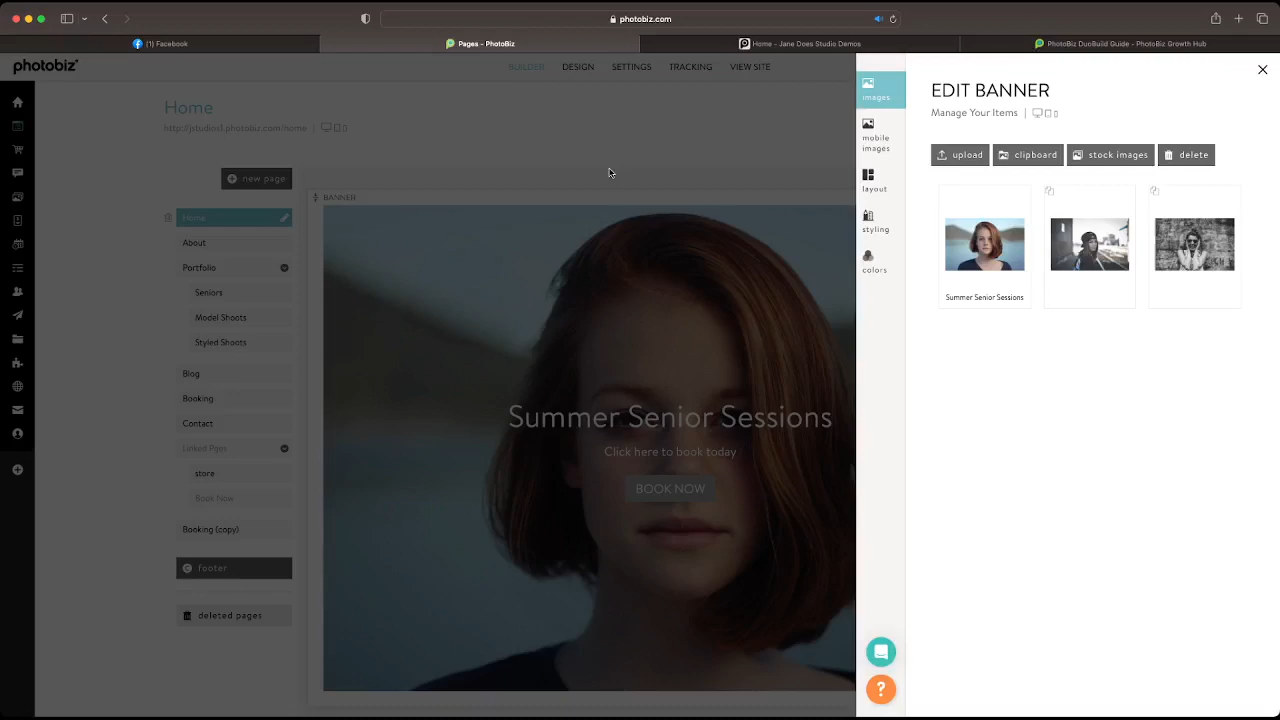 photobiz.com
(1) Facebook
Pages - PhotoBiz
Home - Jane Does Studio Demos
PhotoBiz DuoBuild Guide - PhotoBiz Growth Hub
photobiz
BUILDER
DESIGN
SETTINGS
TRACKING
VIEW SITE
Home
http://jstudios1.photobiz.com/home
new page
Home
About
Portfolio
Seniors
Model Shoots
Styled Shoots
Blog
Booking
Contact
Linked Pges
store
Book Now
Booking (copy)
footer
deleted pages
BANNER
Summer Senior Sessions
Click here to book today
BOOK NOW
images
mobile
images
layout
styling
colors
EDIT BANNER
Manage Your Items
upload
clipboard
stock images
delete
Summer Senior Sessions
?